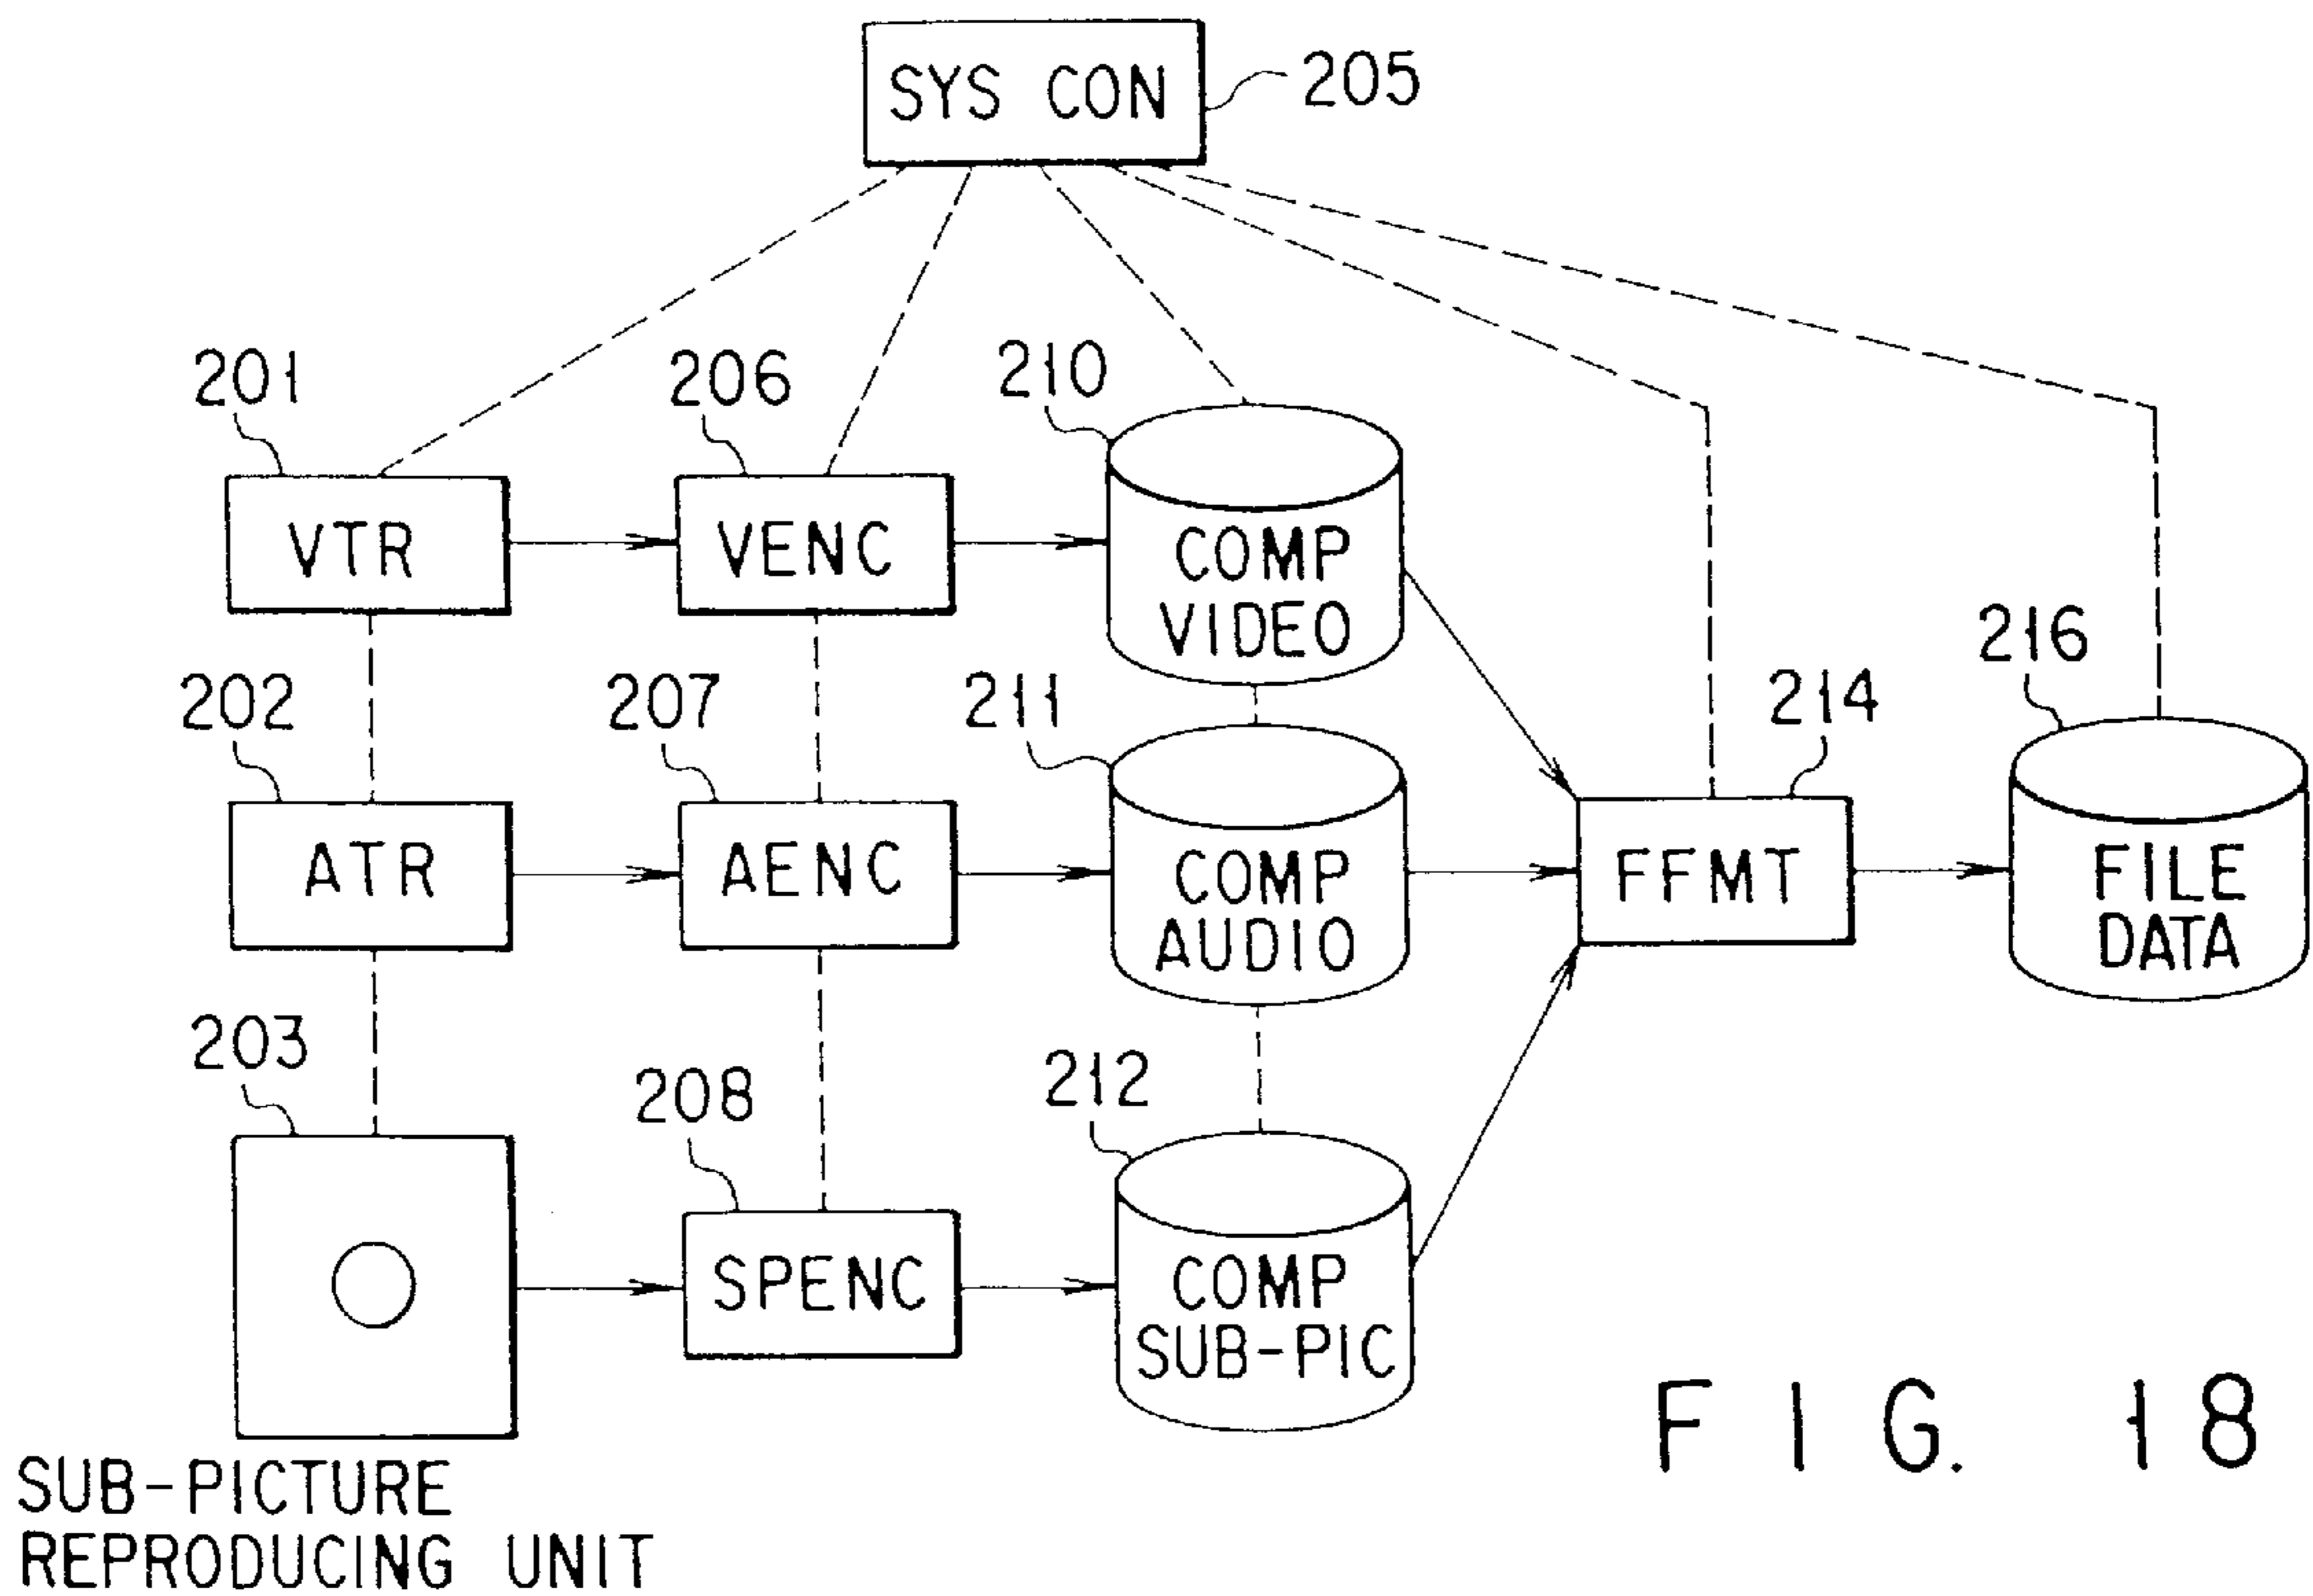 SYS CON
205
201
206
210
VTR
VENC
COMP
VIDEO
216
202
207
211
214
ATR
AENC
COMP
AUDIO
FFMT
FILE
DATA
203
208
212
SPENC
COMP
SUB-PIC
SUB-PICTURE
REPRODUCING UNIT
FIG. 18